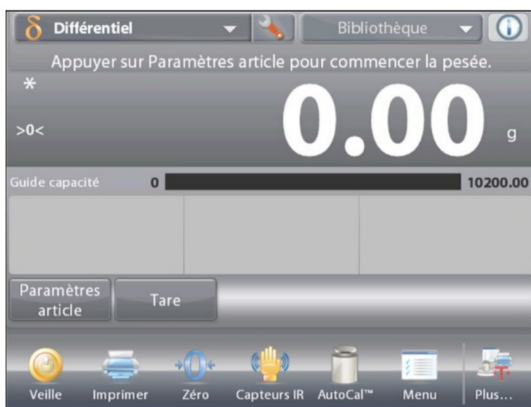 δ Différentiel Bibliothèque i
Appuyer sur Paramètres article pour commencer la pesée.
*
>0< 0.00 g
Guide capacité 0 10200.00
Paramètres article Tare
Veille Imprimer →0← Zéro Capteurs IR AutoCal™ Menu Plus...